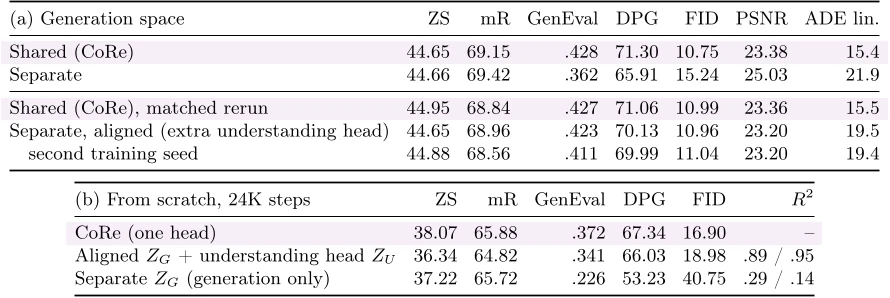 (a) Generation space ZS mR GenEval DPG FID PSNR ADE lin.
Shared (CoRe) 44.65 69.15 .428 71.30 10.75 23.38 15.4
Separate 44.66 69.42 .362 65.91 15.24 25.03 21.9
Shared (CoRe), matched rerun 44.95 68.84 .427 71.06 10.99 23.36 15.5
Separate, aligned (extra understanding head) 44.65 68.96 .423 70.13 10.96 23.20 19.5
second training seed 44.88 68.56 .411 69.99 11.04 23.20 19.4
(b) From scratch, 24K steps ZS mR GenEval DPG FID R²
CoRe (one head) 38.07 65.88 .372 67.34 16.90 –
Aligned Z_G + understanding head Z_U 36.34 64.82 .341 66.03 18.98 .89 / .95
Separate Z_G (generation only) 37.22 65.72 .226 53.23 40.75 .29 / .14